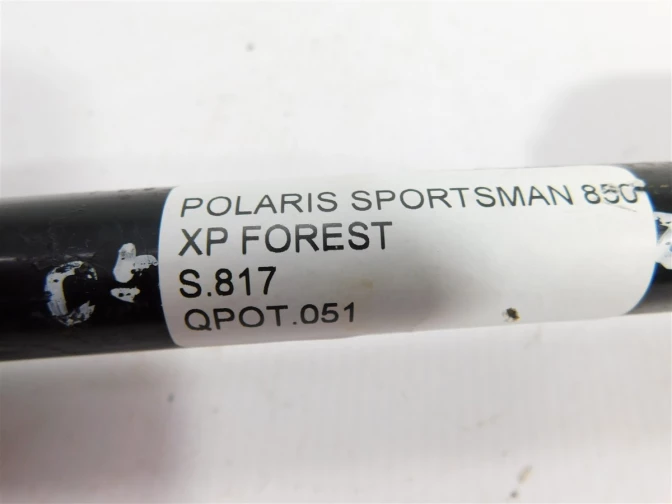 POLARIS SPORTSMAN 850
XP FOREST
S.817
QPOT.051